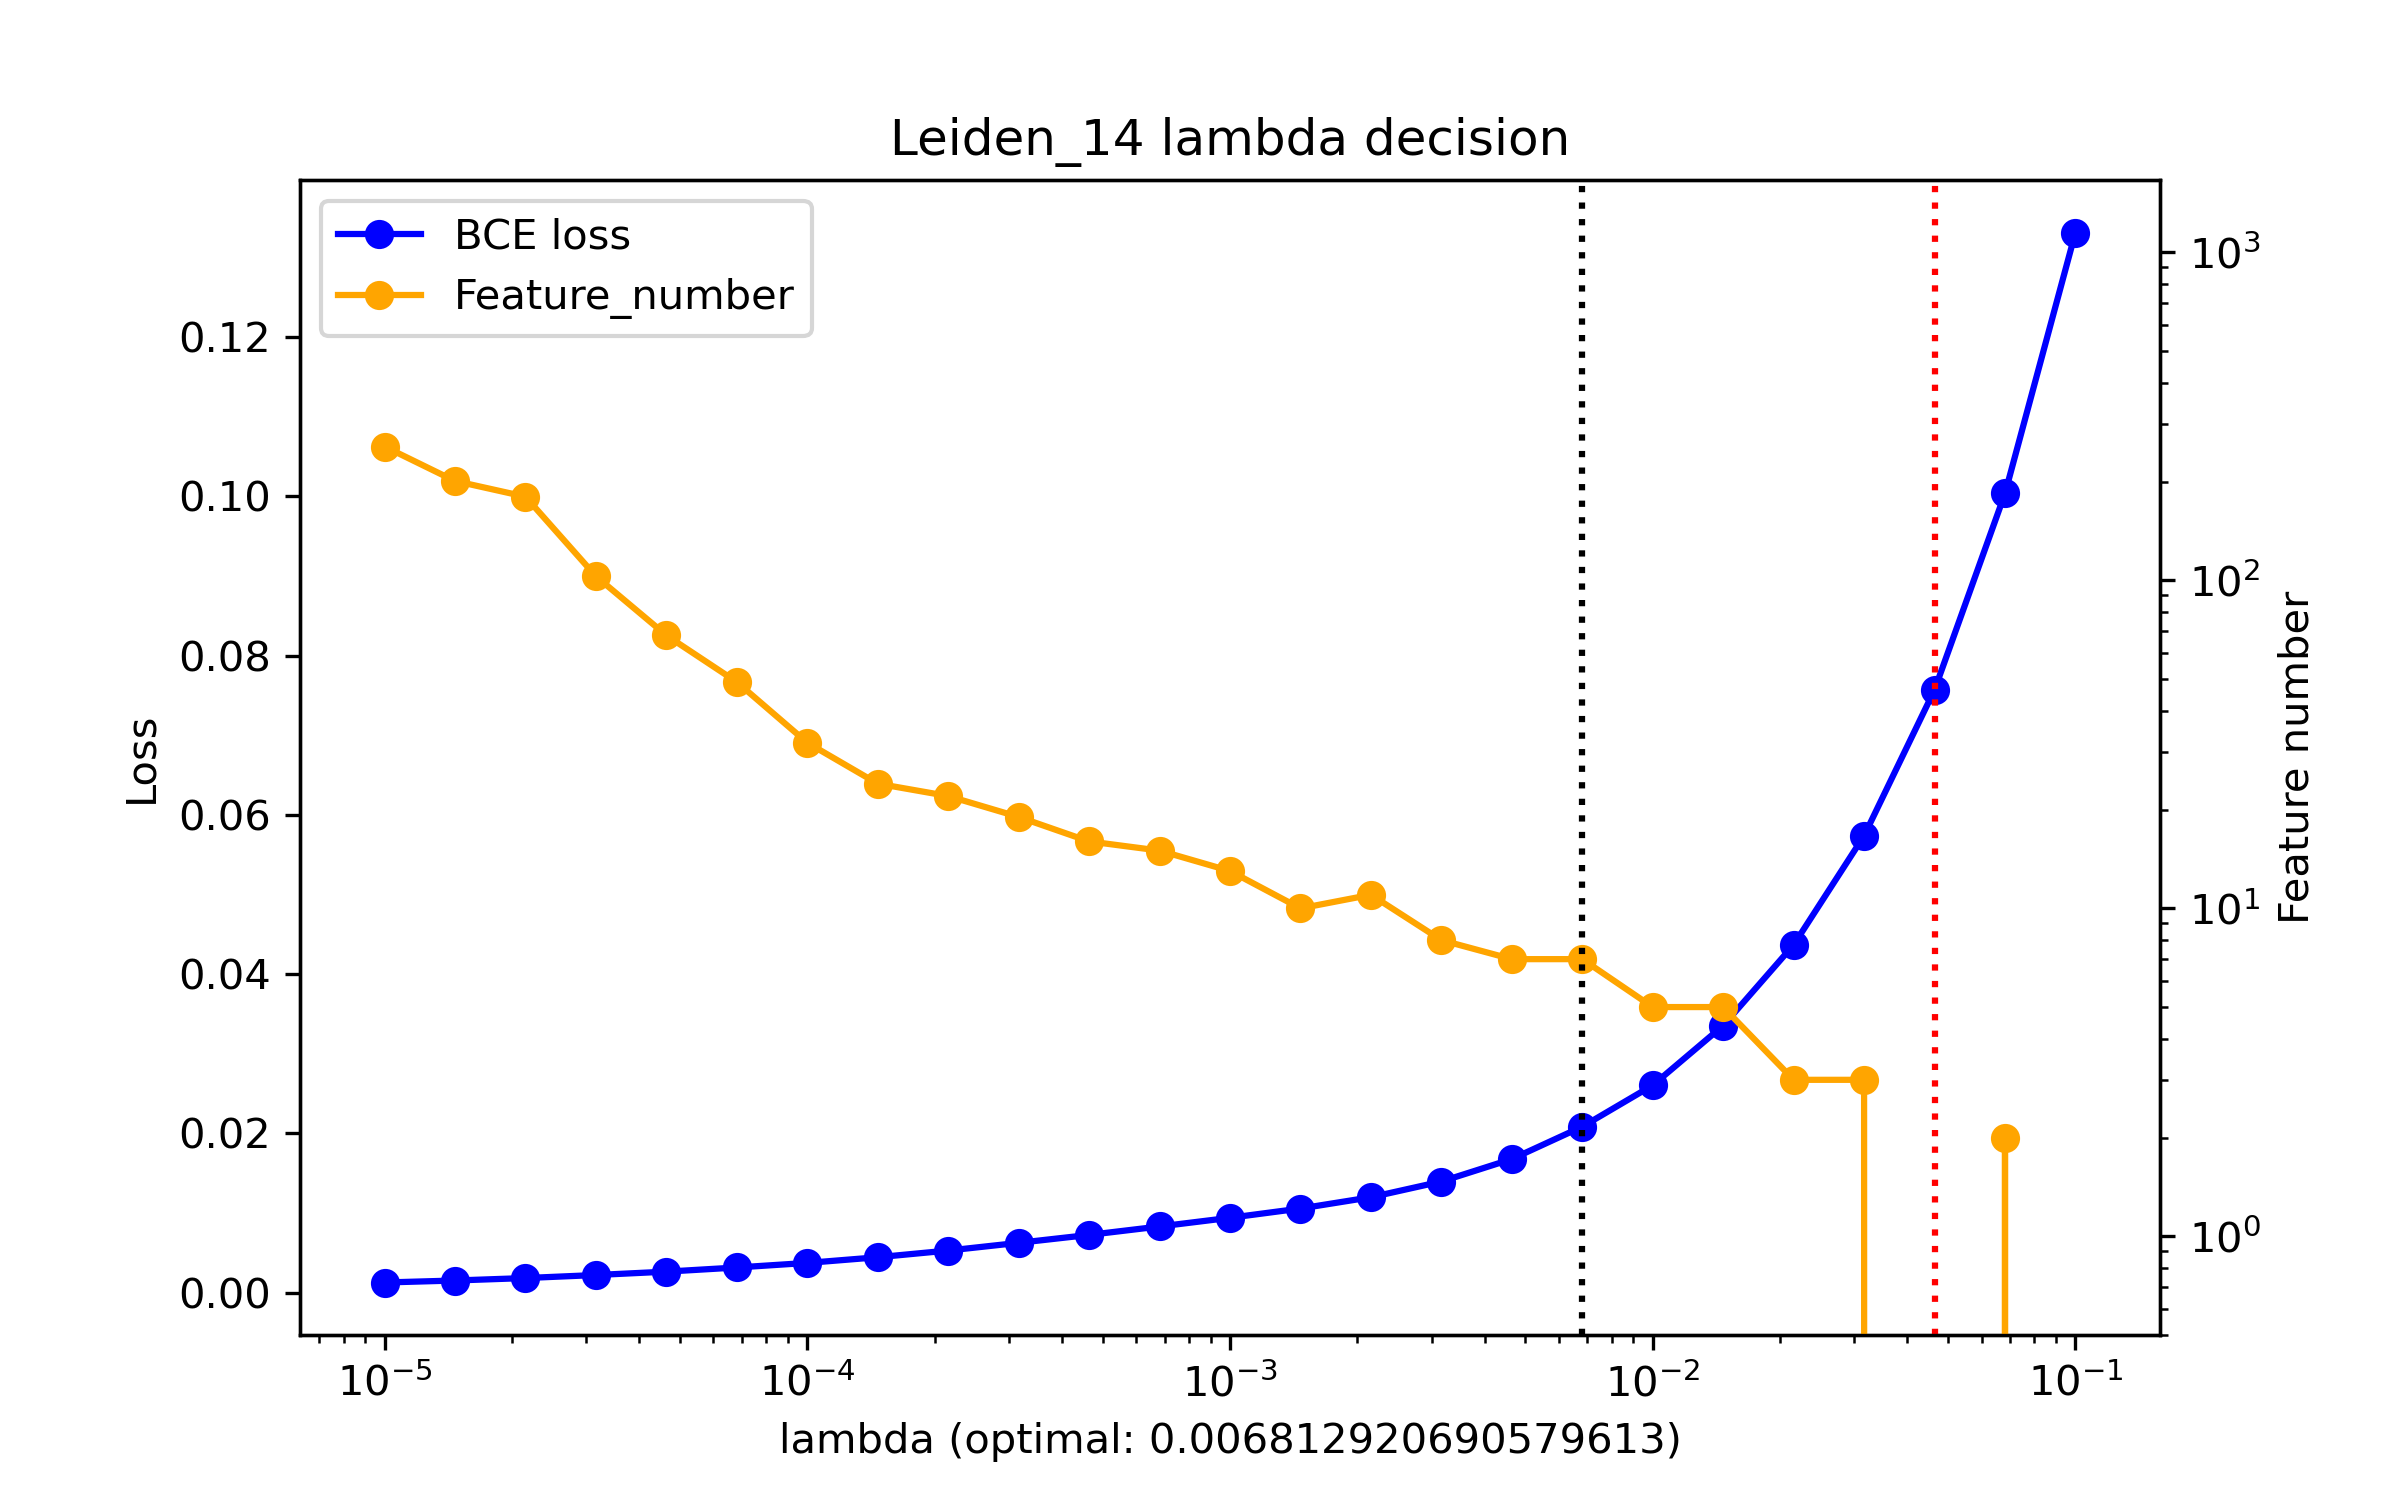 Leiden_14 lambda decision
BCE loss
Feature_number
0.12
0.10
0.08
0.06
0.04
0.02
0.00
Loss
10³
10²
10¹
10⁰
Feature number
10⁻⁵ 10⁻⁴ 10⁻³ 10⁻² 10⁻¹
lambda (optimal: 0.006812920690579613)